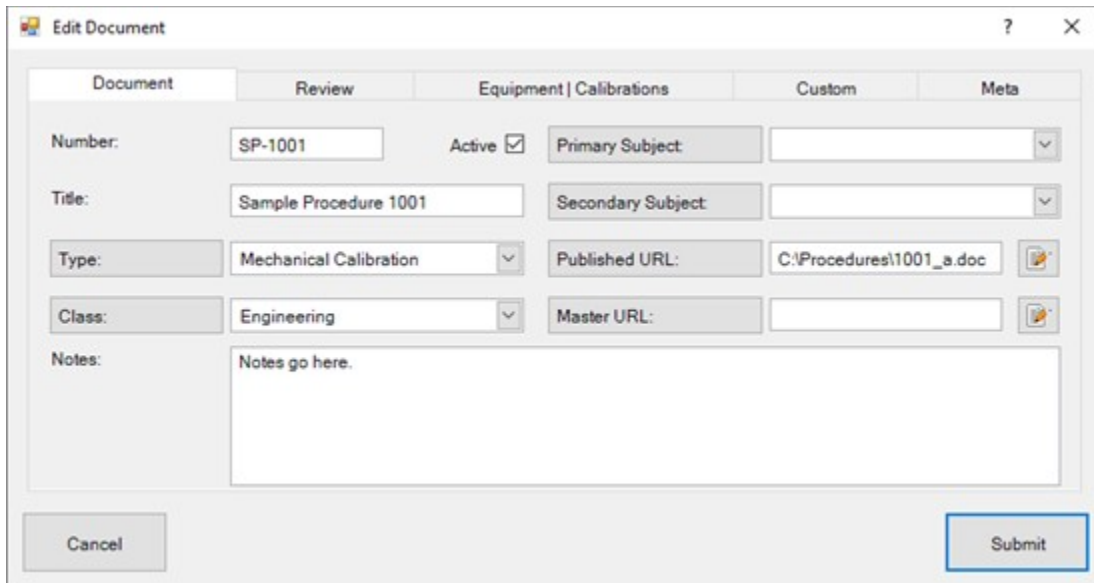 Edit Document
?
Document Review Equipment | Calibrations Custom Meta
Number: SP-1001 Active Primary Subject:
Title: Sample Procedure 1001 Secondary Subject:
Type: Mechanical Calibration Published URL: C:\Procedures\1001_a.doc
Class: Engineering Master URL:
Notes: Notes go here.
Cancel Submit